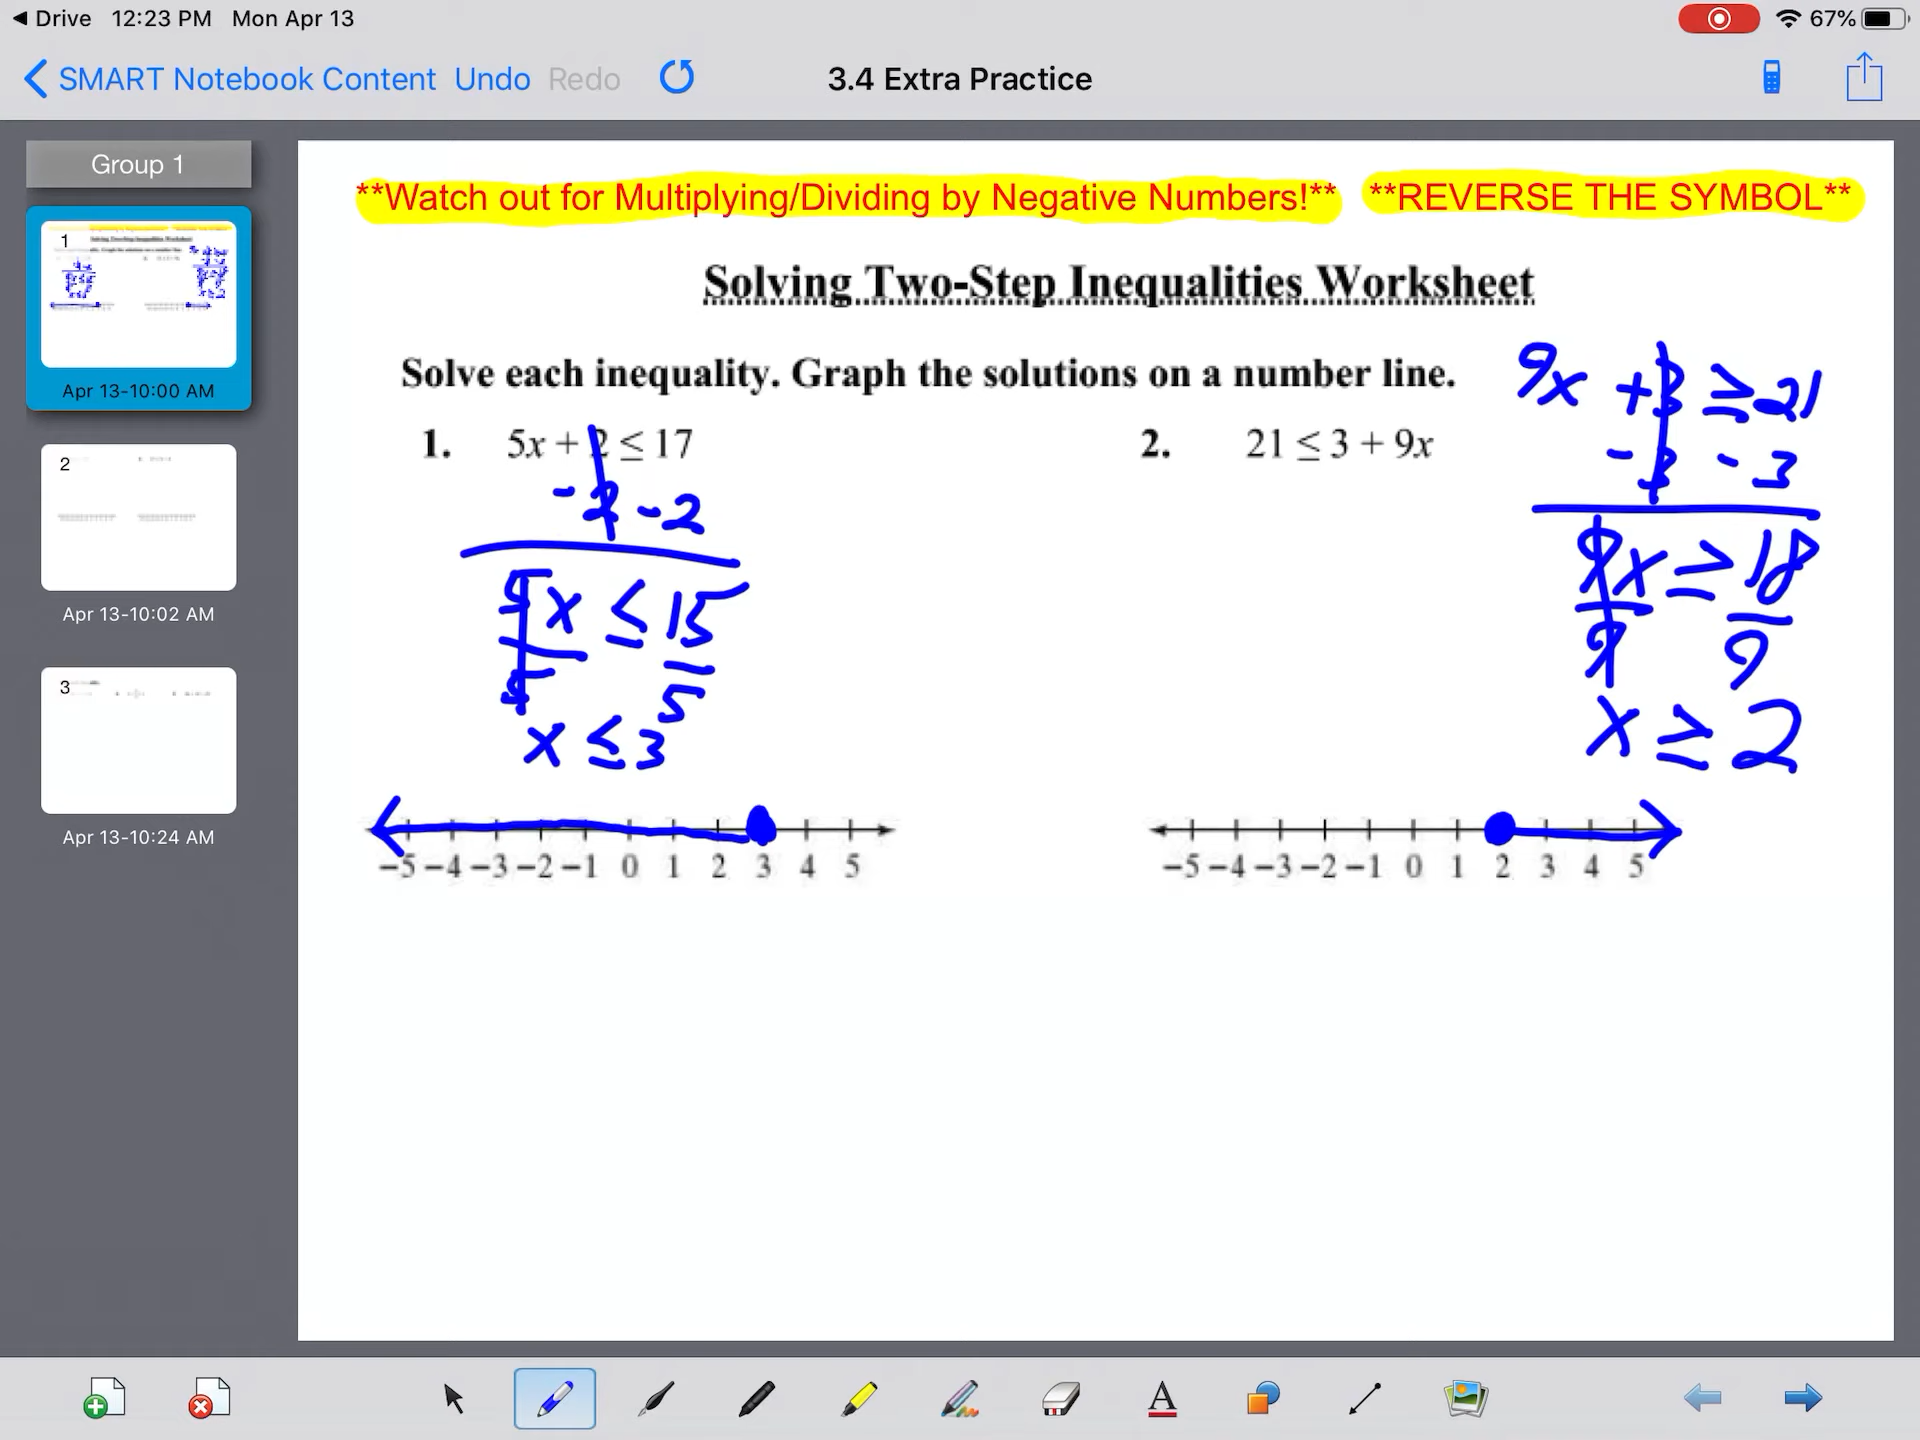 Drive 12:23 PM Mon Apr 13 67%
SMART Notebook Content Undo Redo 3.4 Extra Practice
Group 1
1
Apr 13-10:00 AM
2
Apr 13-10:02 AM
3
Apr 13-10:24 AM
**Watch out for Multiplying/Dividing by Negative Numbers!** **REVERSE THE SYMBOL**
Solving Two-Step Inequalities Worksheet
Solve each inequality. Graph the solutions on a number line.
1. 5x + 2 ≤ 17
- 2 - 2
5x ≤ 15
5 5
x ≤ 3
-5 -4 -3 -2 -1 0 1 2 3 4 5
2. 21 ≤ 3 + 9x
9x + 3 ≥ 21
- 3 - 3
9x ≥ 18
9 9
x ≥ 2
-5 -4 -3 -2 -1 0 1 2 3 4 5
A